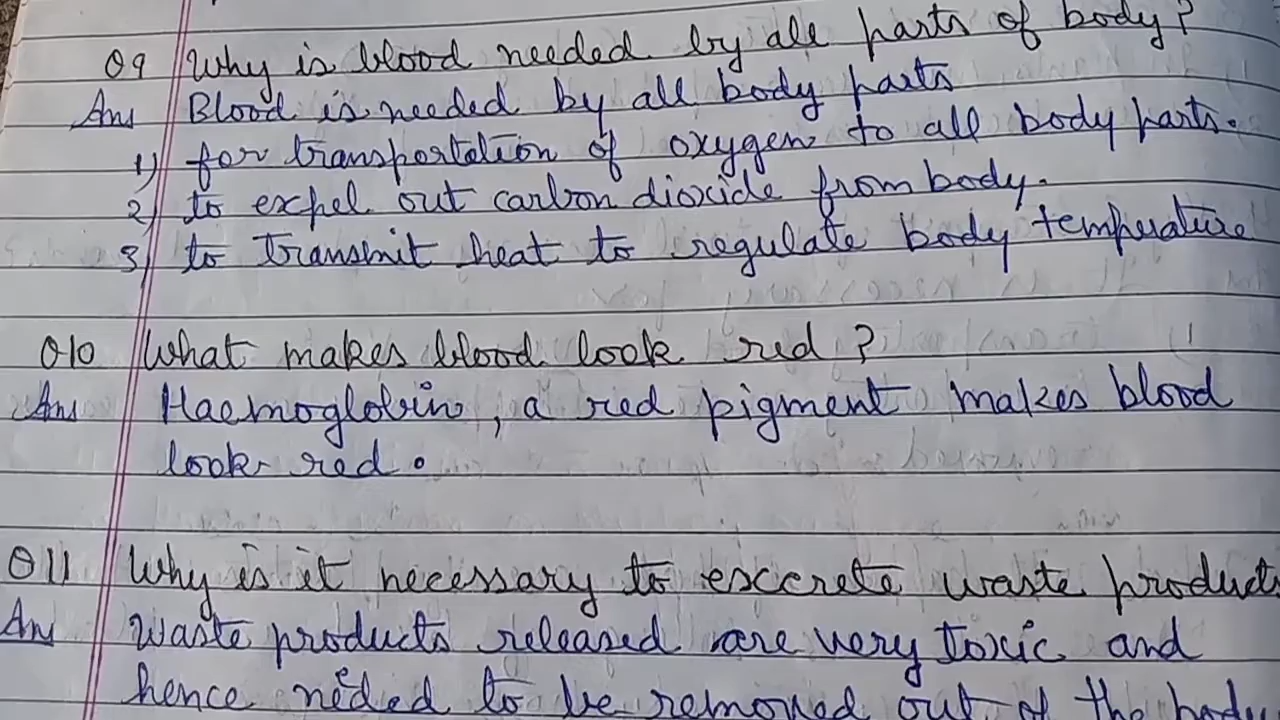 Q9 Why is blood needed by all parts of body?
Ans Blood is needed by all body parts
1) for transportation of oxygen to all body parts.
2) to expel out carbon dioxide from body.
3) to transmit heat to regulate body temperature
Q10 What makes blood look red ?
Ans Haemoglobin, a red pigment makes blood
look red.
Q11 Why is it necessary to excrete waste products
Ans Waste products released are very toxic and
hence neded to be removed out of the body